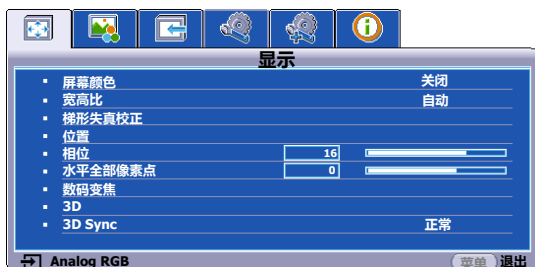 显示
屏幕颜色 关闭
宽高比 自动
梯形失真校正
位置
相位 16
水平全部像素点 0
数码变焦
3D
3D Sync 正常
Analog RGB 菜单 退出